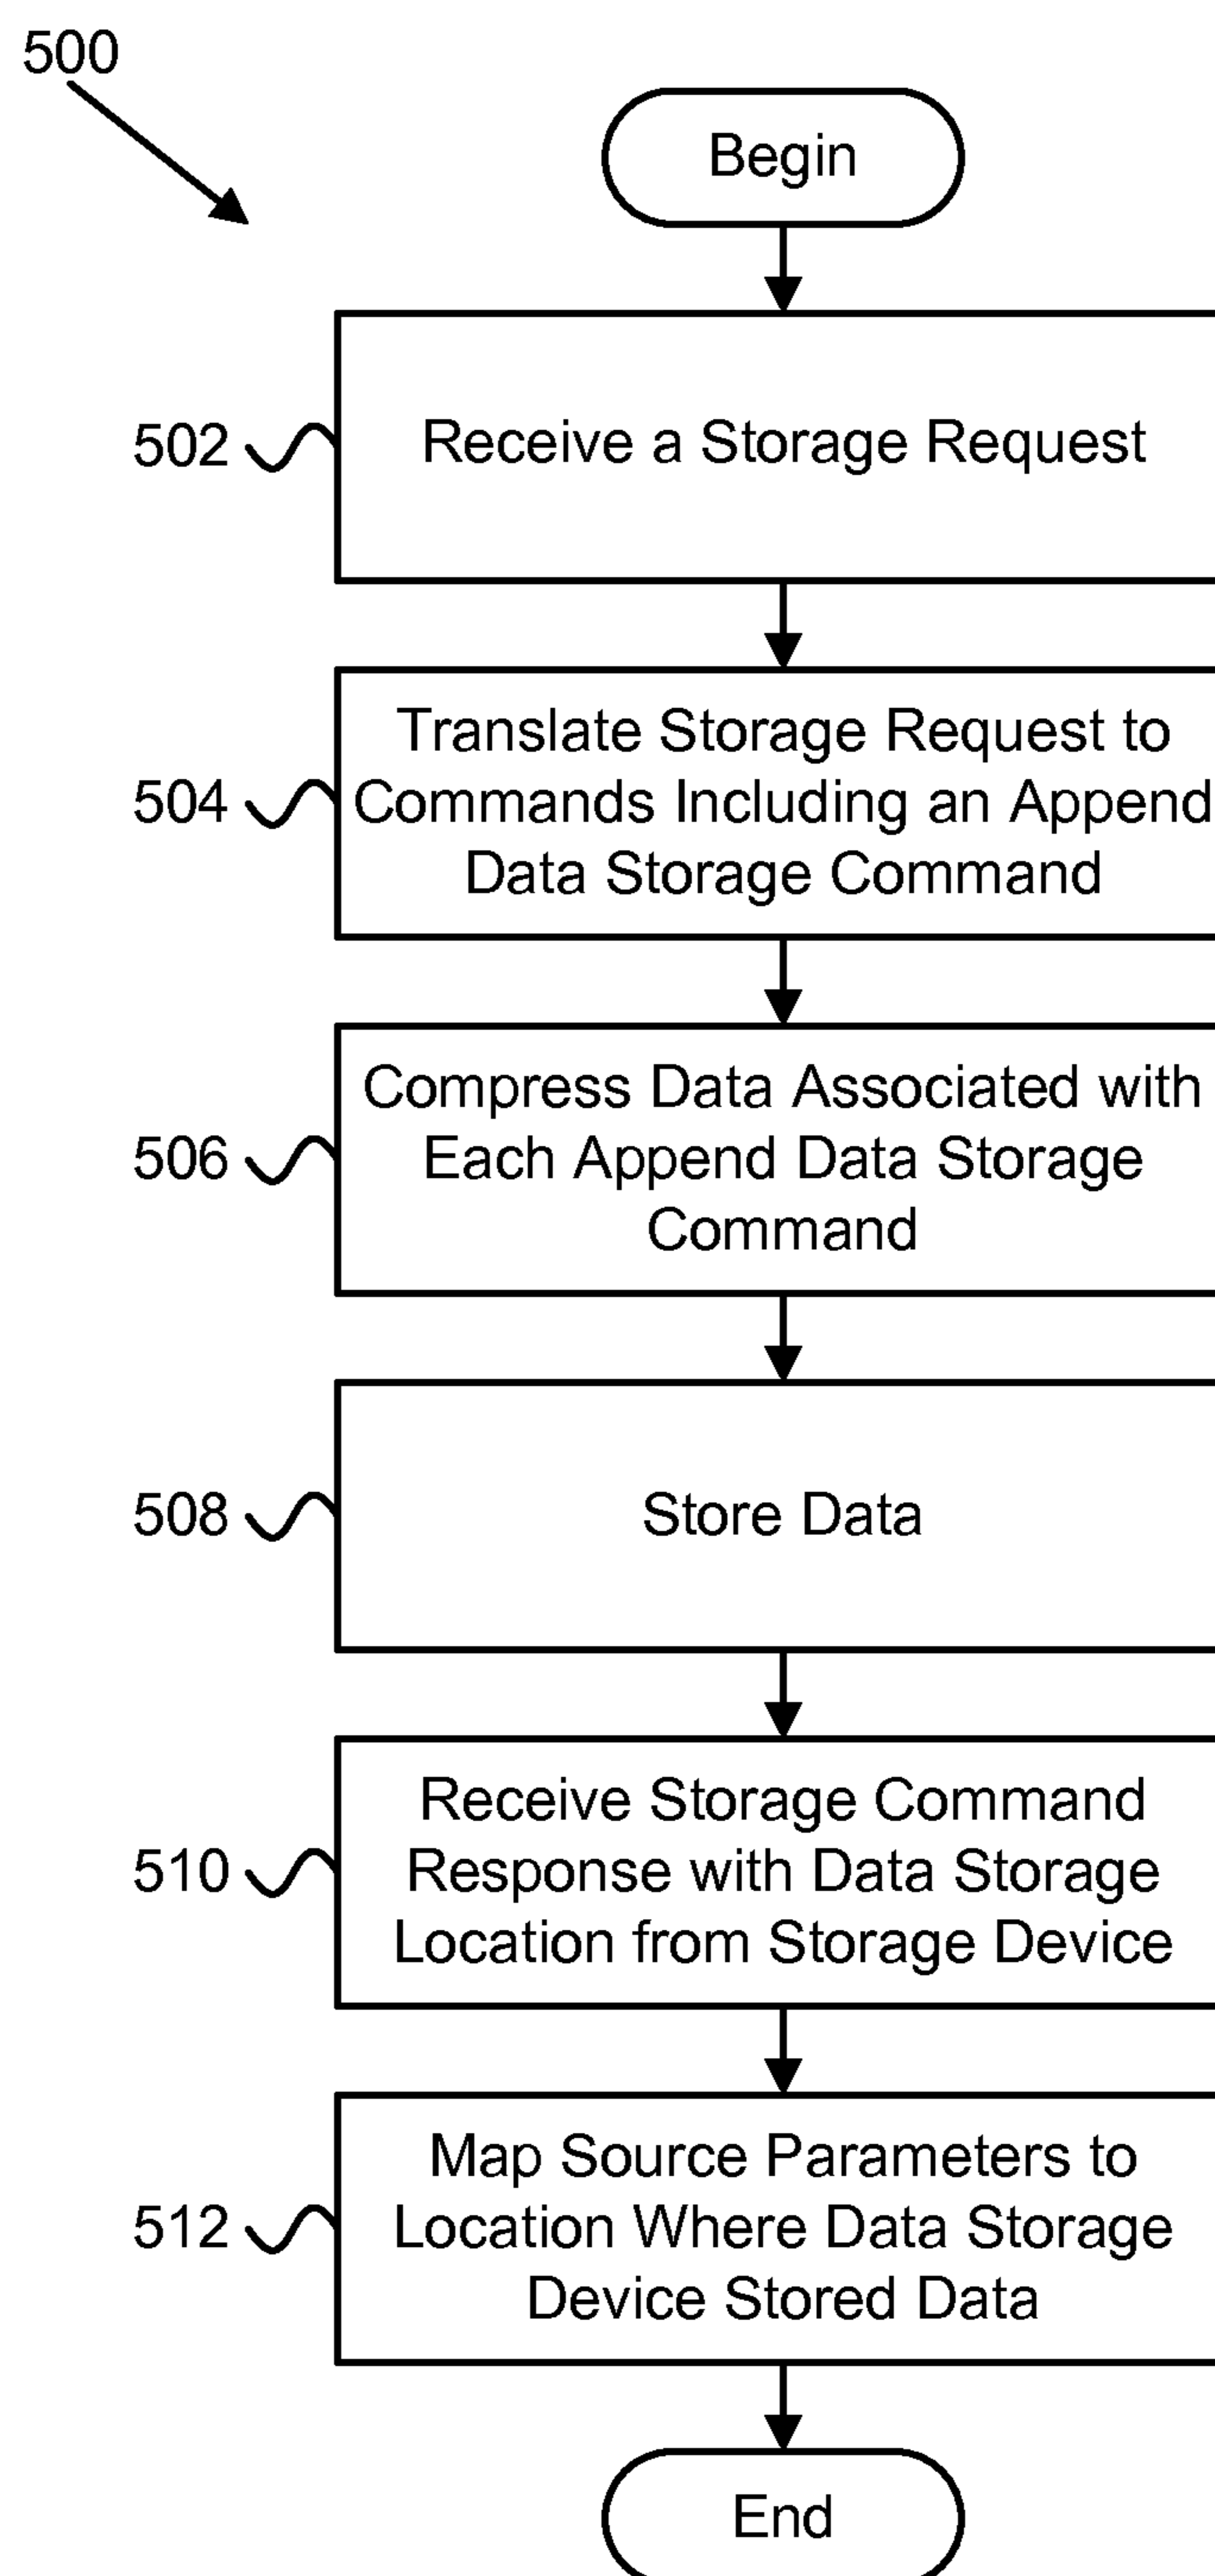 500
Begin
502
Receive a Storage Request
504
Translate Storage Request to
Commands Including an Append
Data Storage Command
506
Compress Data Associated with
Each Append Data Storage
Command
508
Store Data
510
Receive Storage Command
Response with Data Storage
Location from Storage Device
512
Map Source Parameters to
Location Where Data Storage
Device Stored Data
End